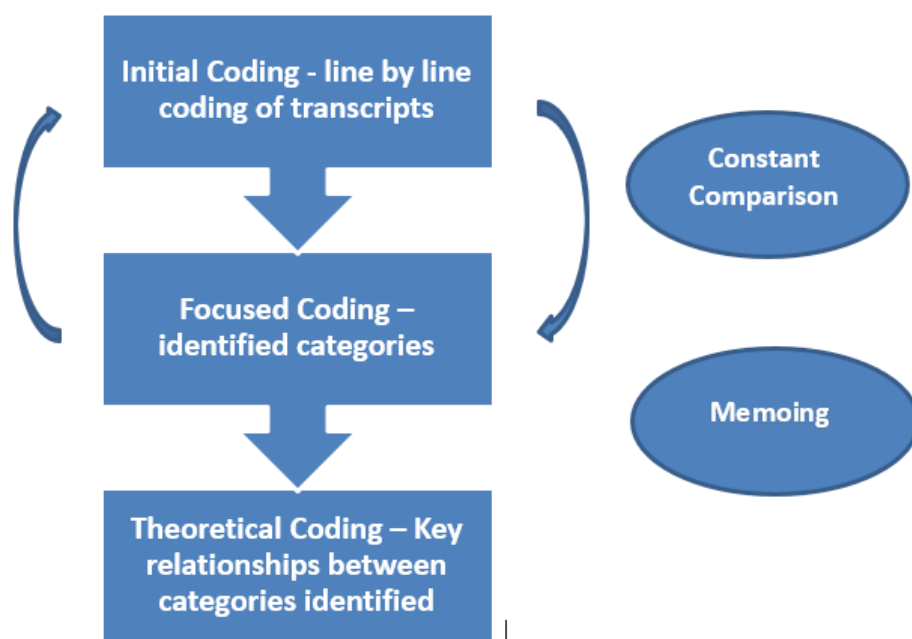 Initial Coding - line by line
coding of transcripts
Constant
Comparison
Focused Coding –
identified categories
Memoing
Theoretical Coding – Key
relationships between
categories identified